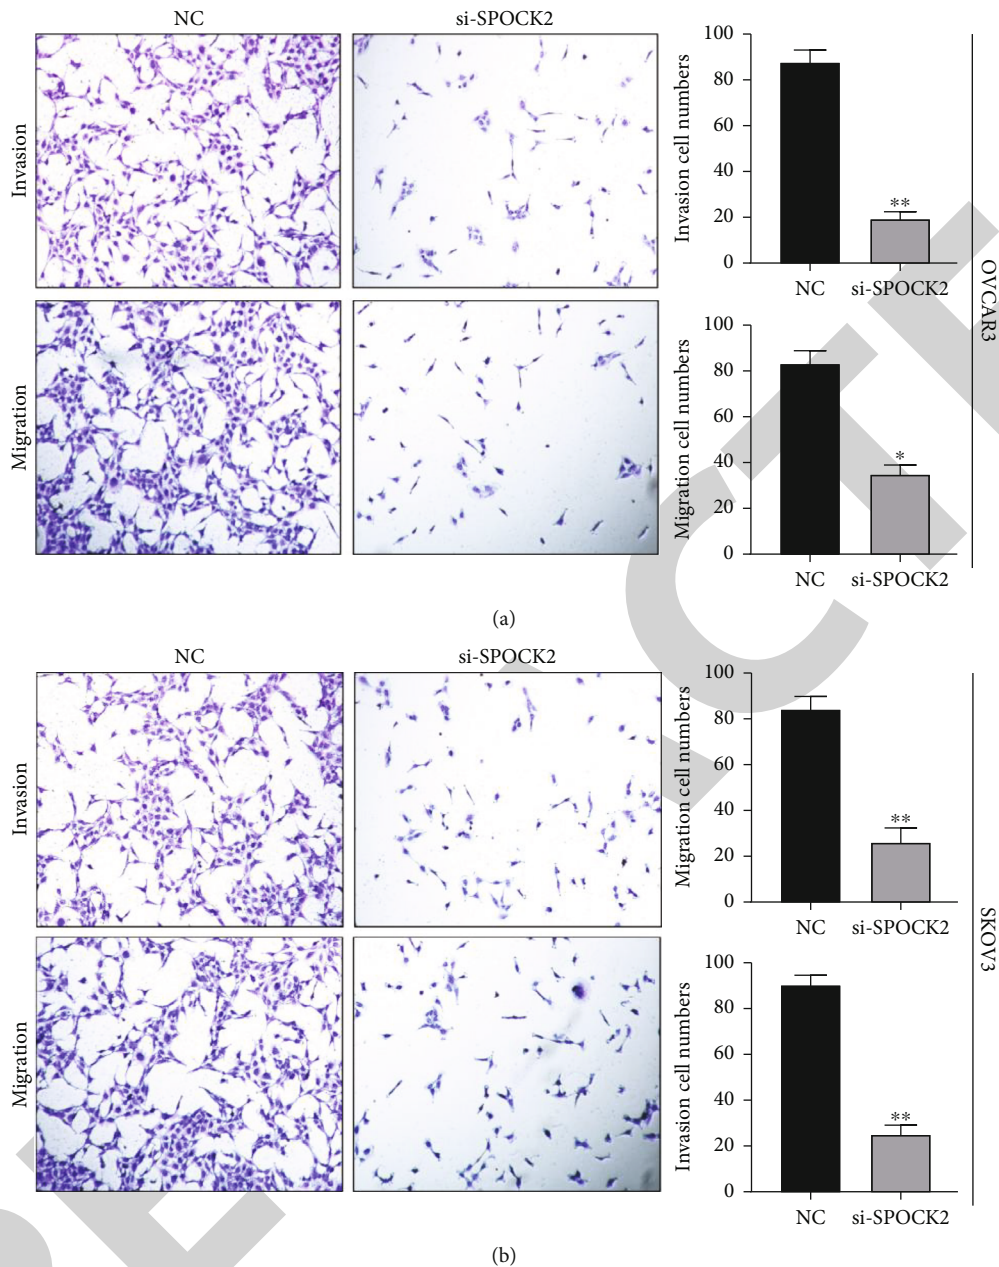 NC si-SPOCK2
Invasion
Invasion cell numbers
100
80
60
40
20
0
**
NC si-SPOCK2
Migration
Migration cell numbers
100
80
60
40
20
0
*
NC si-SPOCK2
OVCAR3
(a)
NC si-SPOCK2
Invasion
Migration cell numbers
100
80
60
40
20
0
**
NC si-SPOCK2
Migration
Invasion cell numbers
100
80
60
40
20
0
**
NC si-SPOCK2
SKOV3
(b)